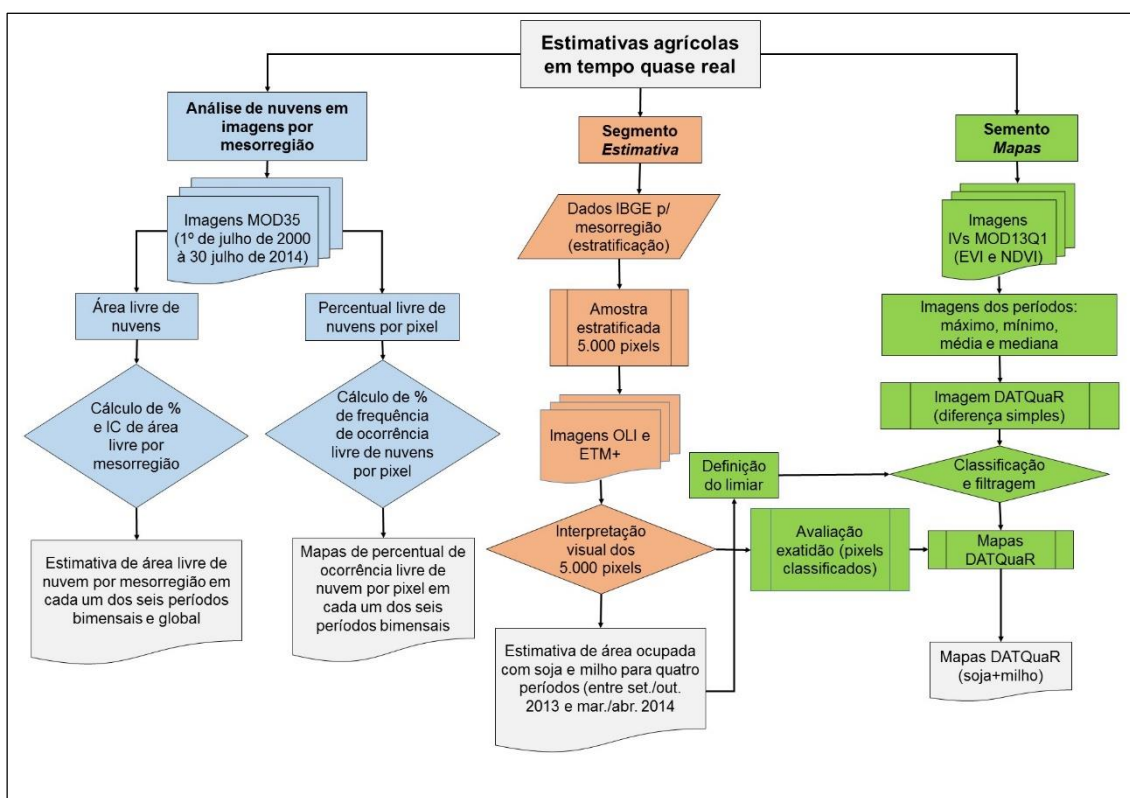 Estimativas agrícolas
em tempo quase real
Análise de nuvens em
imagens por
mesorregião
Imagens MOD35
(1º de julho de 2000
à 30 julho de 2014)
Área livre de
nuvens
Percentual livre de
nuvens por pixel
Cálculo de %
e IC de área
livre por
mesorregião
Cálculo de %
de frequência
de ocorrência
livre de nuvens
por pixel
Estimativa de área livre de
nuvem por mesorregião em
cada um dos seis períodos
bimensais e global
Mapas de percentual de
ocorrência livre de
nuvem por pixel em
cada um dos seis
períodos bimensais
Segmento
Estimativa
Dados IBGE p/
mesorregião
(estratificação)
Amostra
estratificada
5.000 pixels
Imagens OLI e
ETM+
Interpretação
visual dos
5.000 pixels
Estimativa de área ocupada
com soja e milho para quatro
períodos (entre set./out.
2013 e mar./abr. 2014
Semento
Mapas
Imagens
IVs MOD13Q1
(EVI e NDVI)
Imagens dos períodos:
máximo, mínimo,
média e mediana
Imagem DATQuaR
(diferença simples)
Definição
do limiar
Classificação
e filtragem
Avaliação
exatidão (pixels
classificados)
Mapas
DATQuaR
Mapas DATQuaR
(soja+milho)